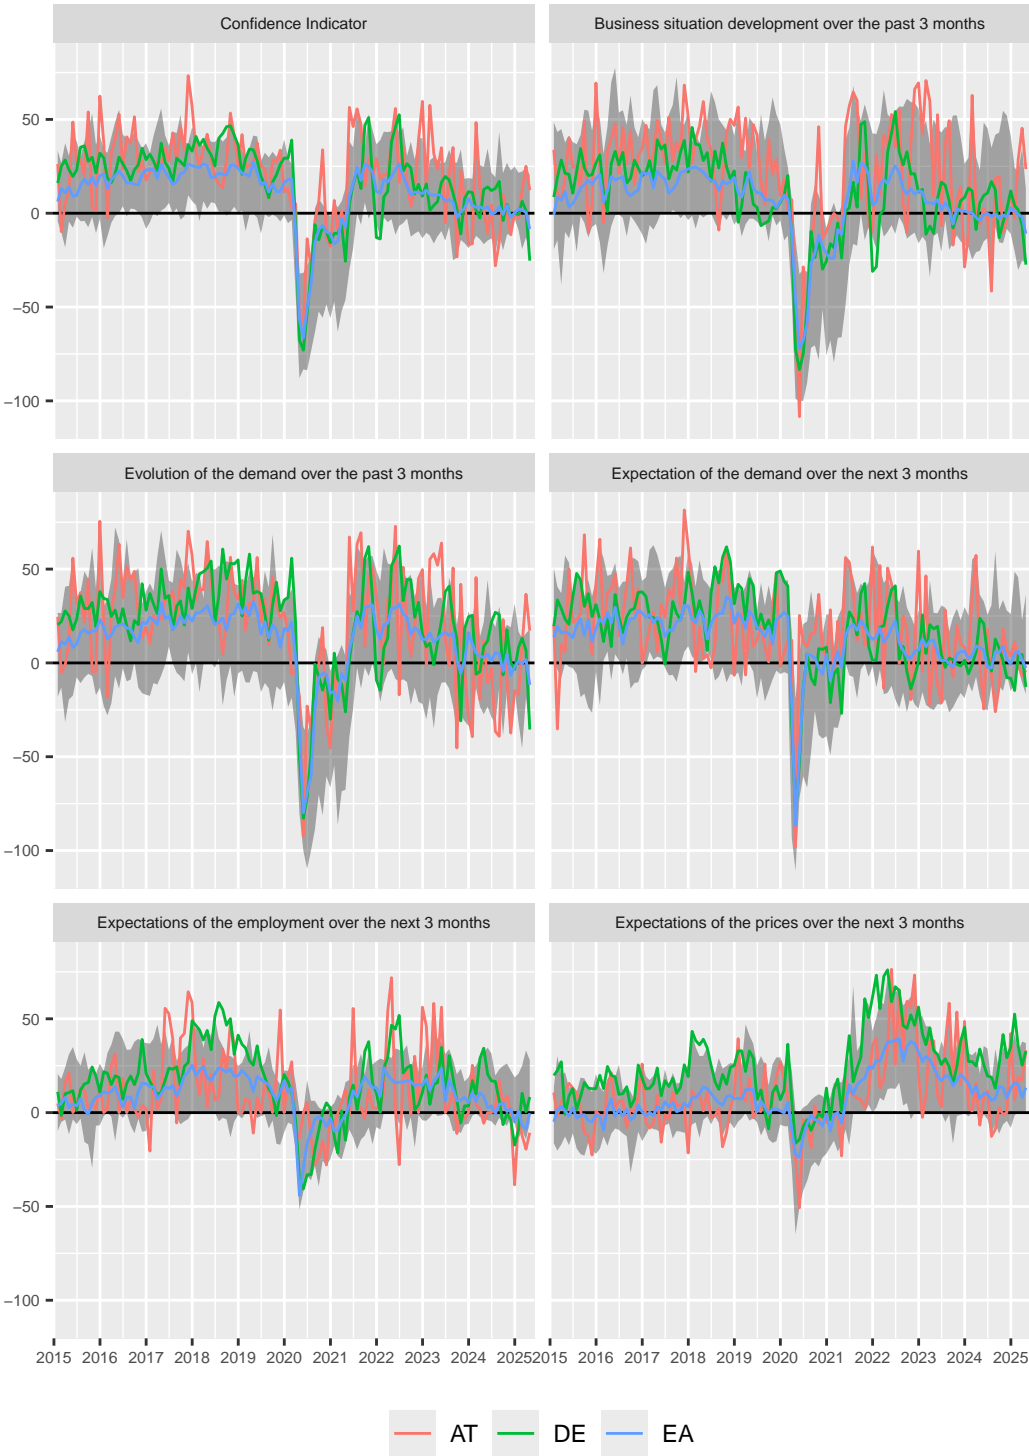 Confidence Indicator
Business situation development over the past 3 months
50
0
−50
−100
Evolution of the demand over the past 3 months
Expectation of the demand over the next 3 months
50
0
−50
−100
Expectations of the employment over the next 3 months
Expectations of the prices over the next 3 months
50
0
−50
−100
2015 2016 2017 2018 2019 2020 2021 2022 2023 2024 2025
2015 2016 2017 2018 2019 2020 2021 2022 2023 2024 2025
AT DE EA